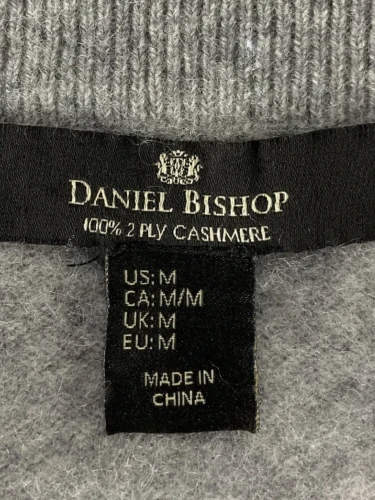 DANIEL BISHOP
100% 2 PLY CASHMERE
US: M
CA: M/M
UK: M
EU: M
MADE IN
CHINA